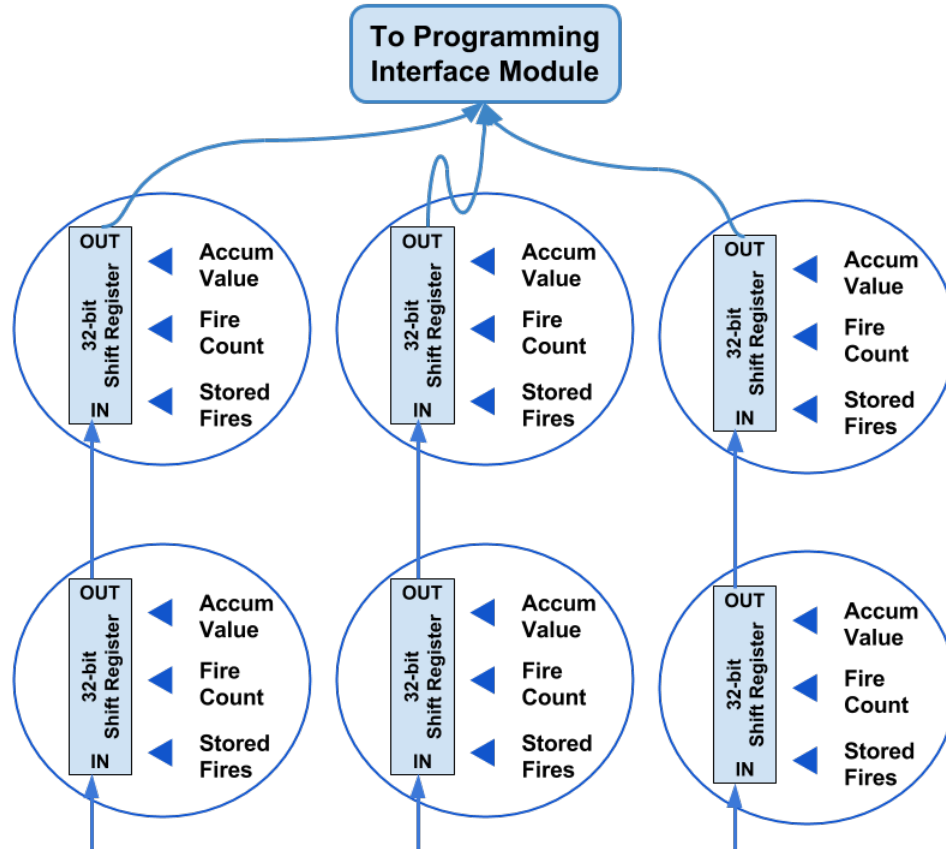 To Programming
Interface Module
OUT
32-bit
Shift Register
IN
Accum
Value
Fire
Count
Stored
Fires
OUT
32-bit
Shift Register
IN
Accum
Value
Fire
Count
Stored
Fires
OUT
32-bit
Shift Register
IN
Accum
Value
Fire
Count
Stored
Fires
OUT
32-bit
Shift Register
IN
Accum
Value
Fire
Count
Stored
Fires
OUT
32-bit
Shift Register
IN
Accum
Value
Fire
Count
Stored
Fires
OUT
32-bit
Shift Register
IN
Accum
Value
Fire
Count
Stored
Fires